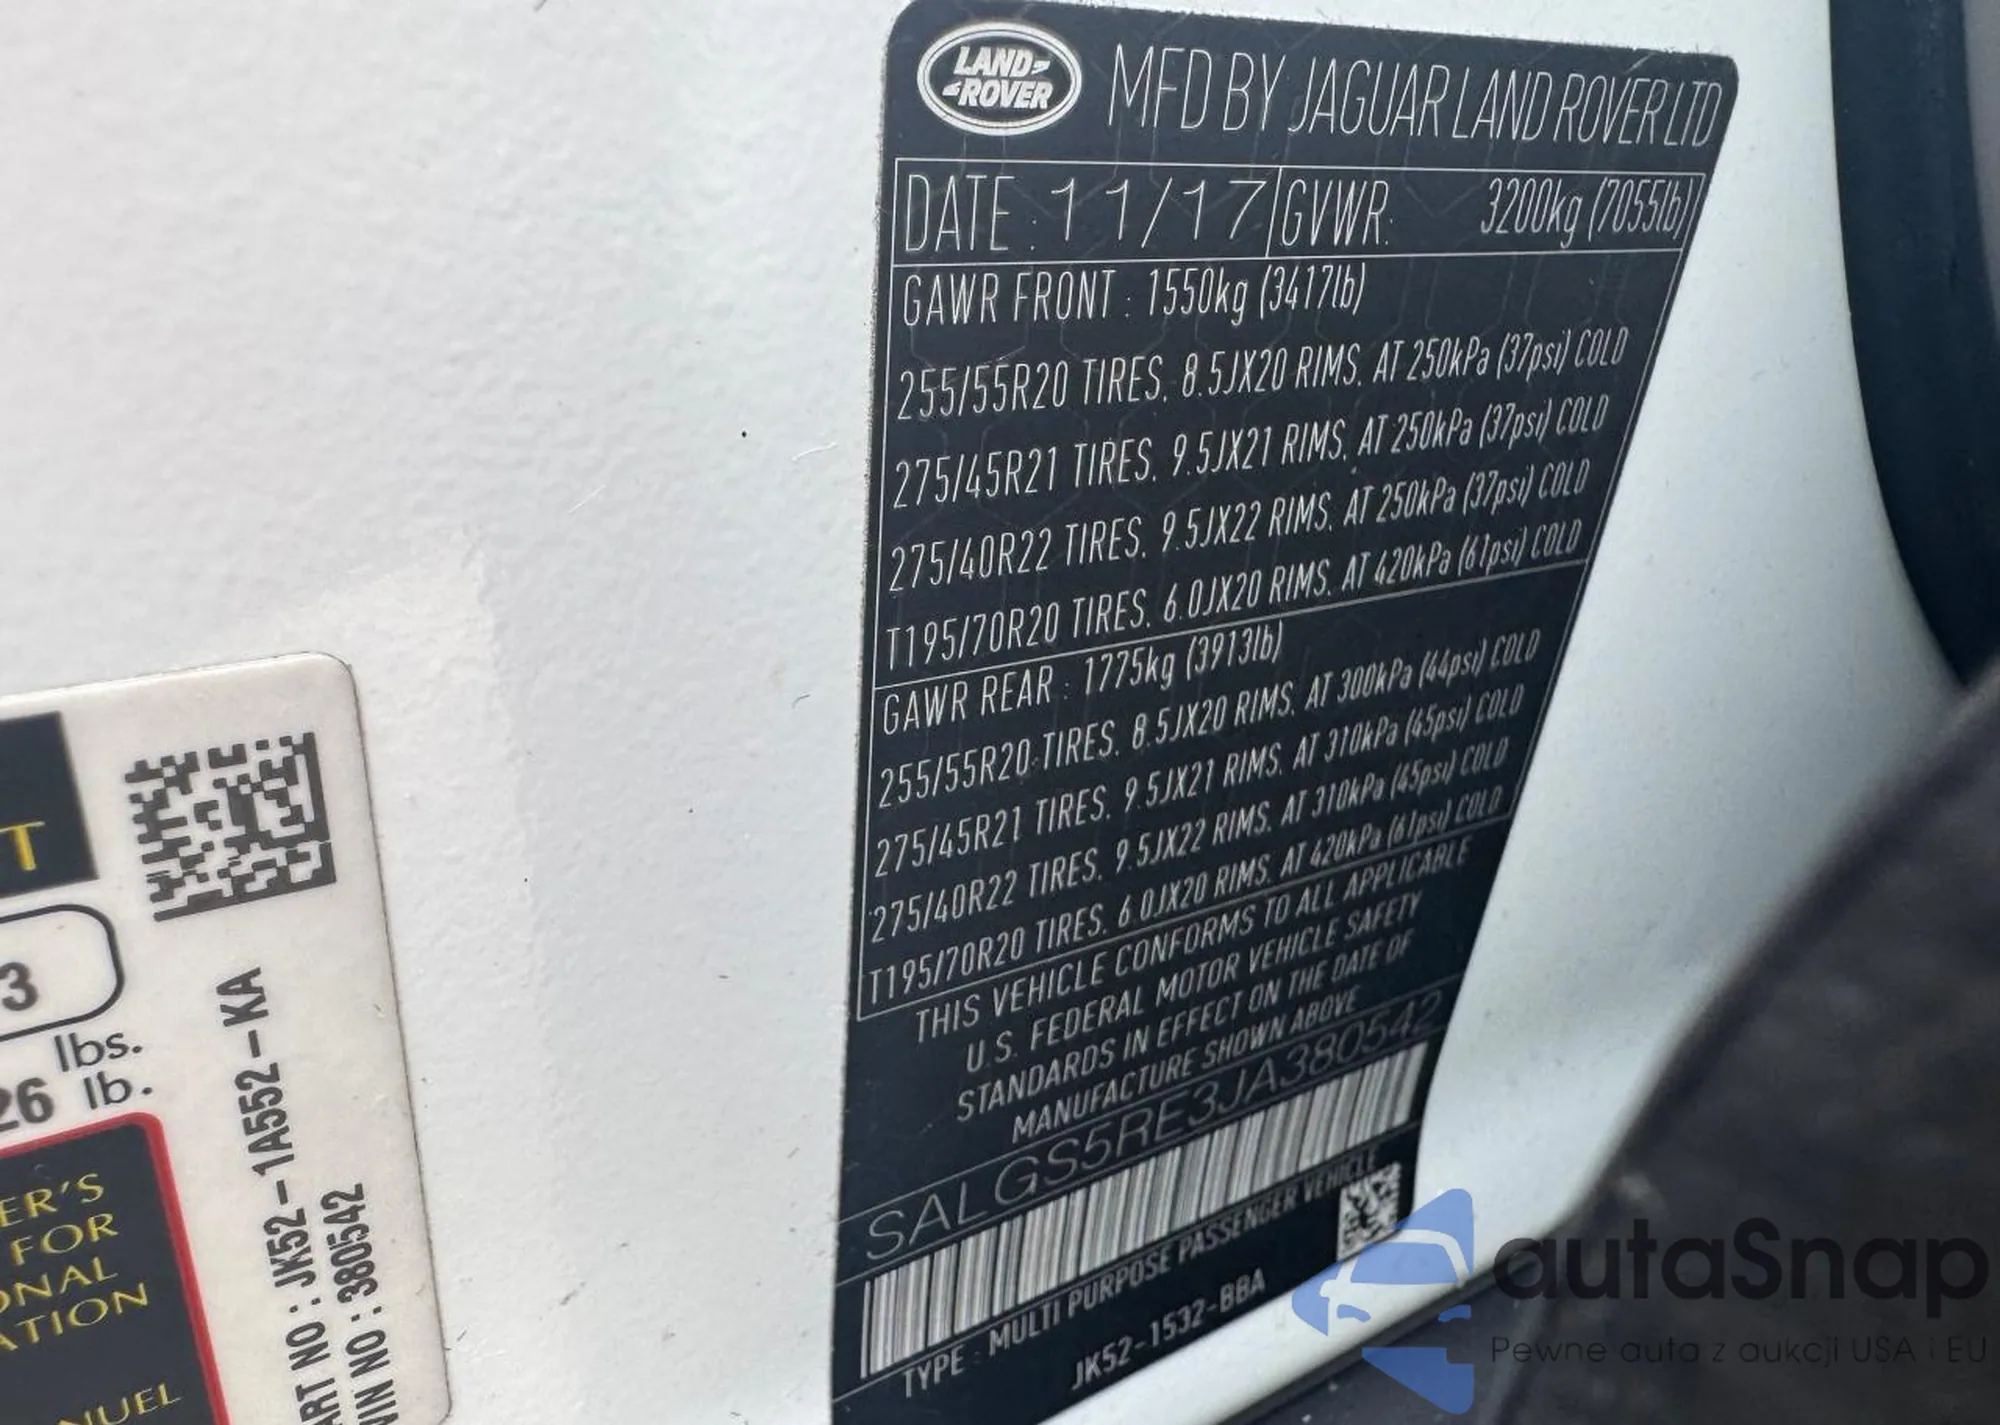 LAND-
-ROVER
MFD BY JAGUAR LAND ROVER LTD
DATE : 11/17 GVWR: 3200kg (7055lb)
GAWR FRONT : 1550kg (3417lb)
255/55R20 TIRES. 8.5JX20 RIMS. AT 250kPa (37psi) COLD
275/45R21 TIRES. 9.5JX21 RIMS. AT 250kPa (37psi) COLD
275/40R22 TIRES. 9.5JX22 RIMS. AT 250kPa (37psi) COLD
T195/70R20 TIRES. 6.0JX20 RIMS. AT 420kPa (61psi) COLD
GAWR REAR : 1775kg (3913lb)
255/55R20 TIRES. 8.5JX20 RIMS. AT 300kPa (44psi) COLD
275/45R21 TIRES. 9.5JX21 RIMS. AT 310kPa (45psi) COLD
275/40R22 TIRES. 9.5JX22 RIMS. AT 310kPa (45psi) COLD
T195/70R20 TIRES. 6.0JX20 RIMS. AT 420kPa (61psi) COLD
THIS VEHICLE CONFORMS TO ALL APPLICABLE
U.S. FEDERAL MOTOR VEHICLE SAFETY
STANDARDS IN EFFECT ON THE DATE OF
MANUFACTURE SHOWN ABOVE
SALGS5RE3JA380542
TYPE : MULTI PURPOSE PASSENGER VEHICLE
JK52-1532-BBA
T
3
lbs.
26 lb.
ER'S
FOR
ONAL
ATION
NUEL
ART NO : JK52-1A552-KA
VIN NO : 380542
autaSnap
Pewne auta z aukcji USA i EU